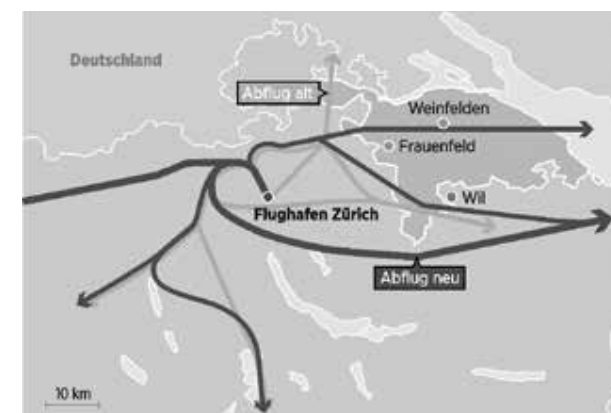 Deutschland
Abflug alt
Weinfelden
Frauenfeld
Wil
Flughafen Zürich
Abflug neu
10 km